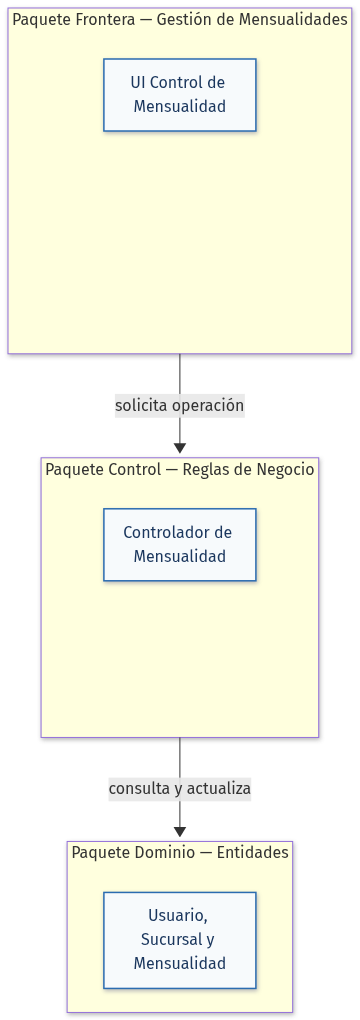 Paquete Frontera — Gestión de Mensualidades
UI Control de
Mensualidad
solicita operación
Paquete Control — Reglas de Negocio
Controlador de
Mensualidad
consulta y actualiza
Paquete Dominio — Entidades
Usuario,
Sucursal y
Mensualidad